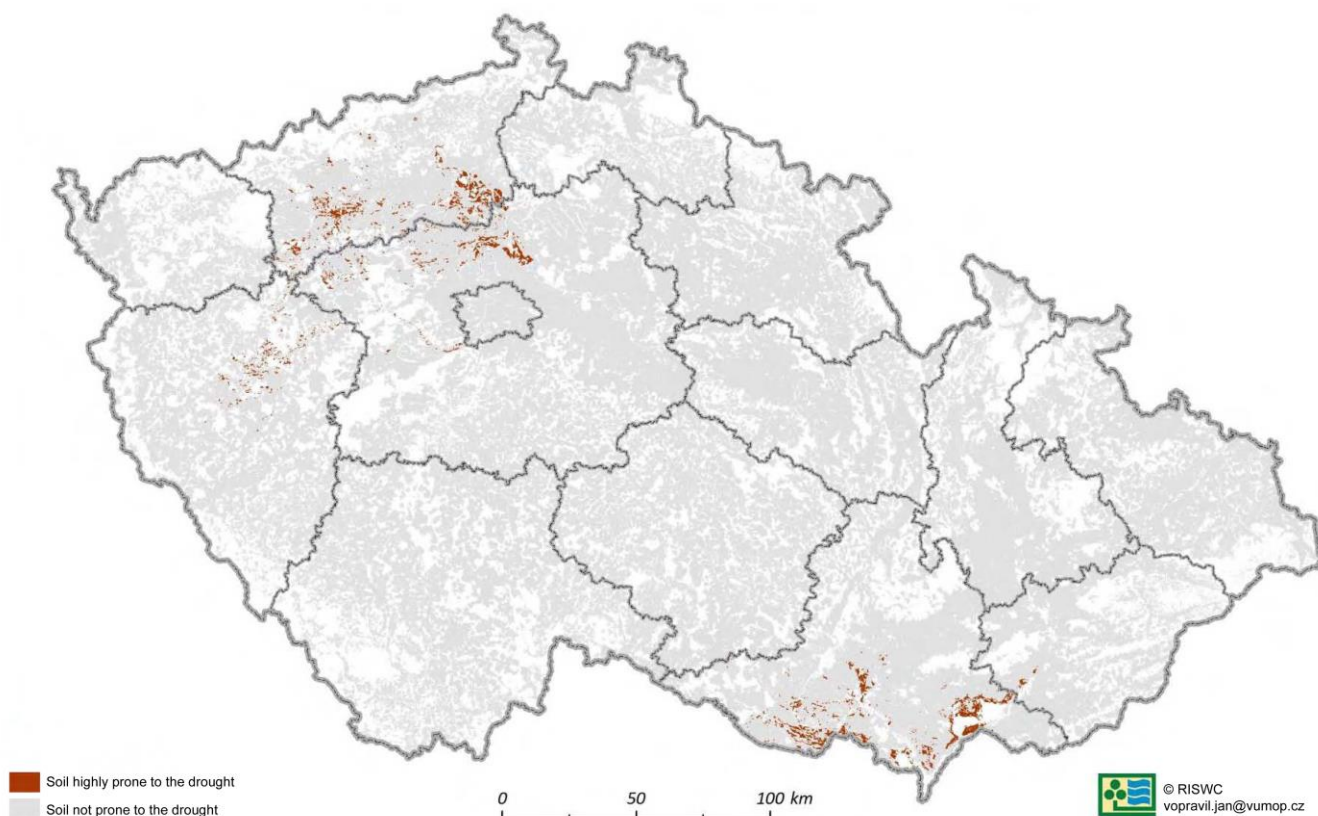 Soil highly prone to the drought
Soil not prone to the drought
0 50 100 km
© RISWC
vopravil.jan@vumop.cz